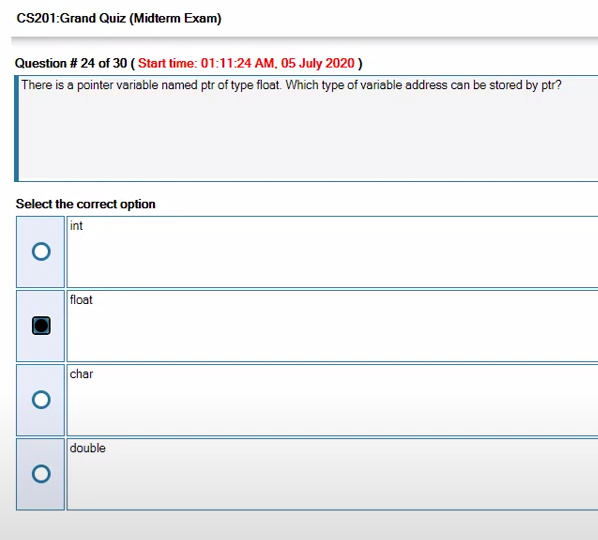 CS201:Grand Quiz (Midterm Exam)
Question # 24 of 30 ( Start time: 01:11:24 AM, 05 July 2020 )
There is a pointer variable named ptr of type float. Which type of variable address can be stored by ptr?
Select the correct option
int
float
char
double